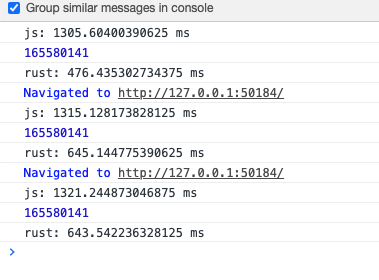 Group similar messages in console
js: 1305.60400390625 ms
165580141
rust: 476.435302734375 ms
Navigated to http://127.0.0.1:50184/
js: 1315.128173828125 ms
165580141
rust: 645.144775390625 ms
Navigated to http://127.0.0.1:50184/
js: 1321.244873046875 ms
165580141
rust: 643.542236328125 ms
>